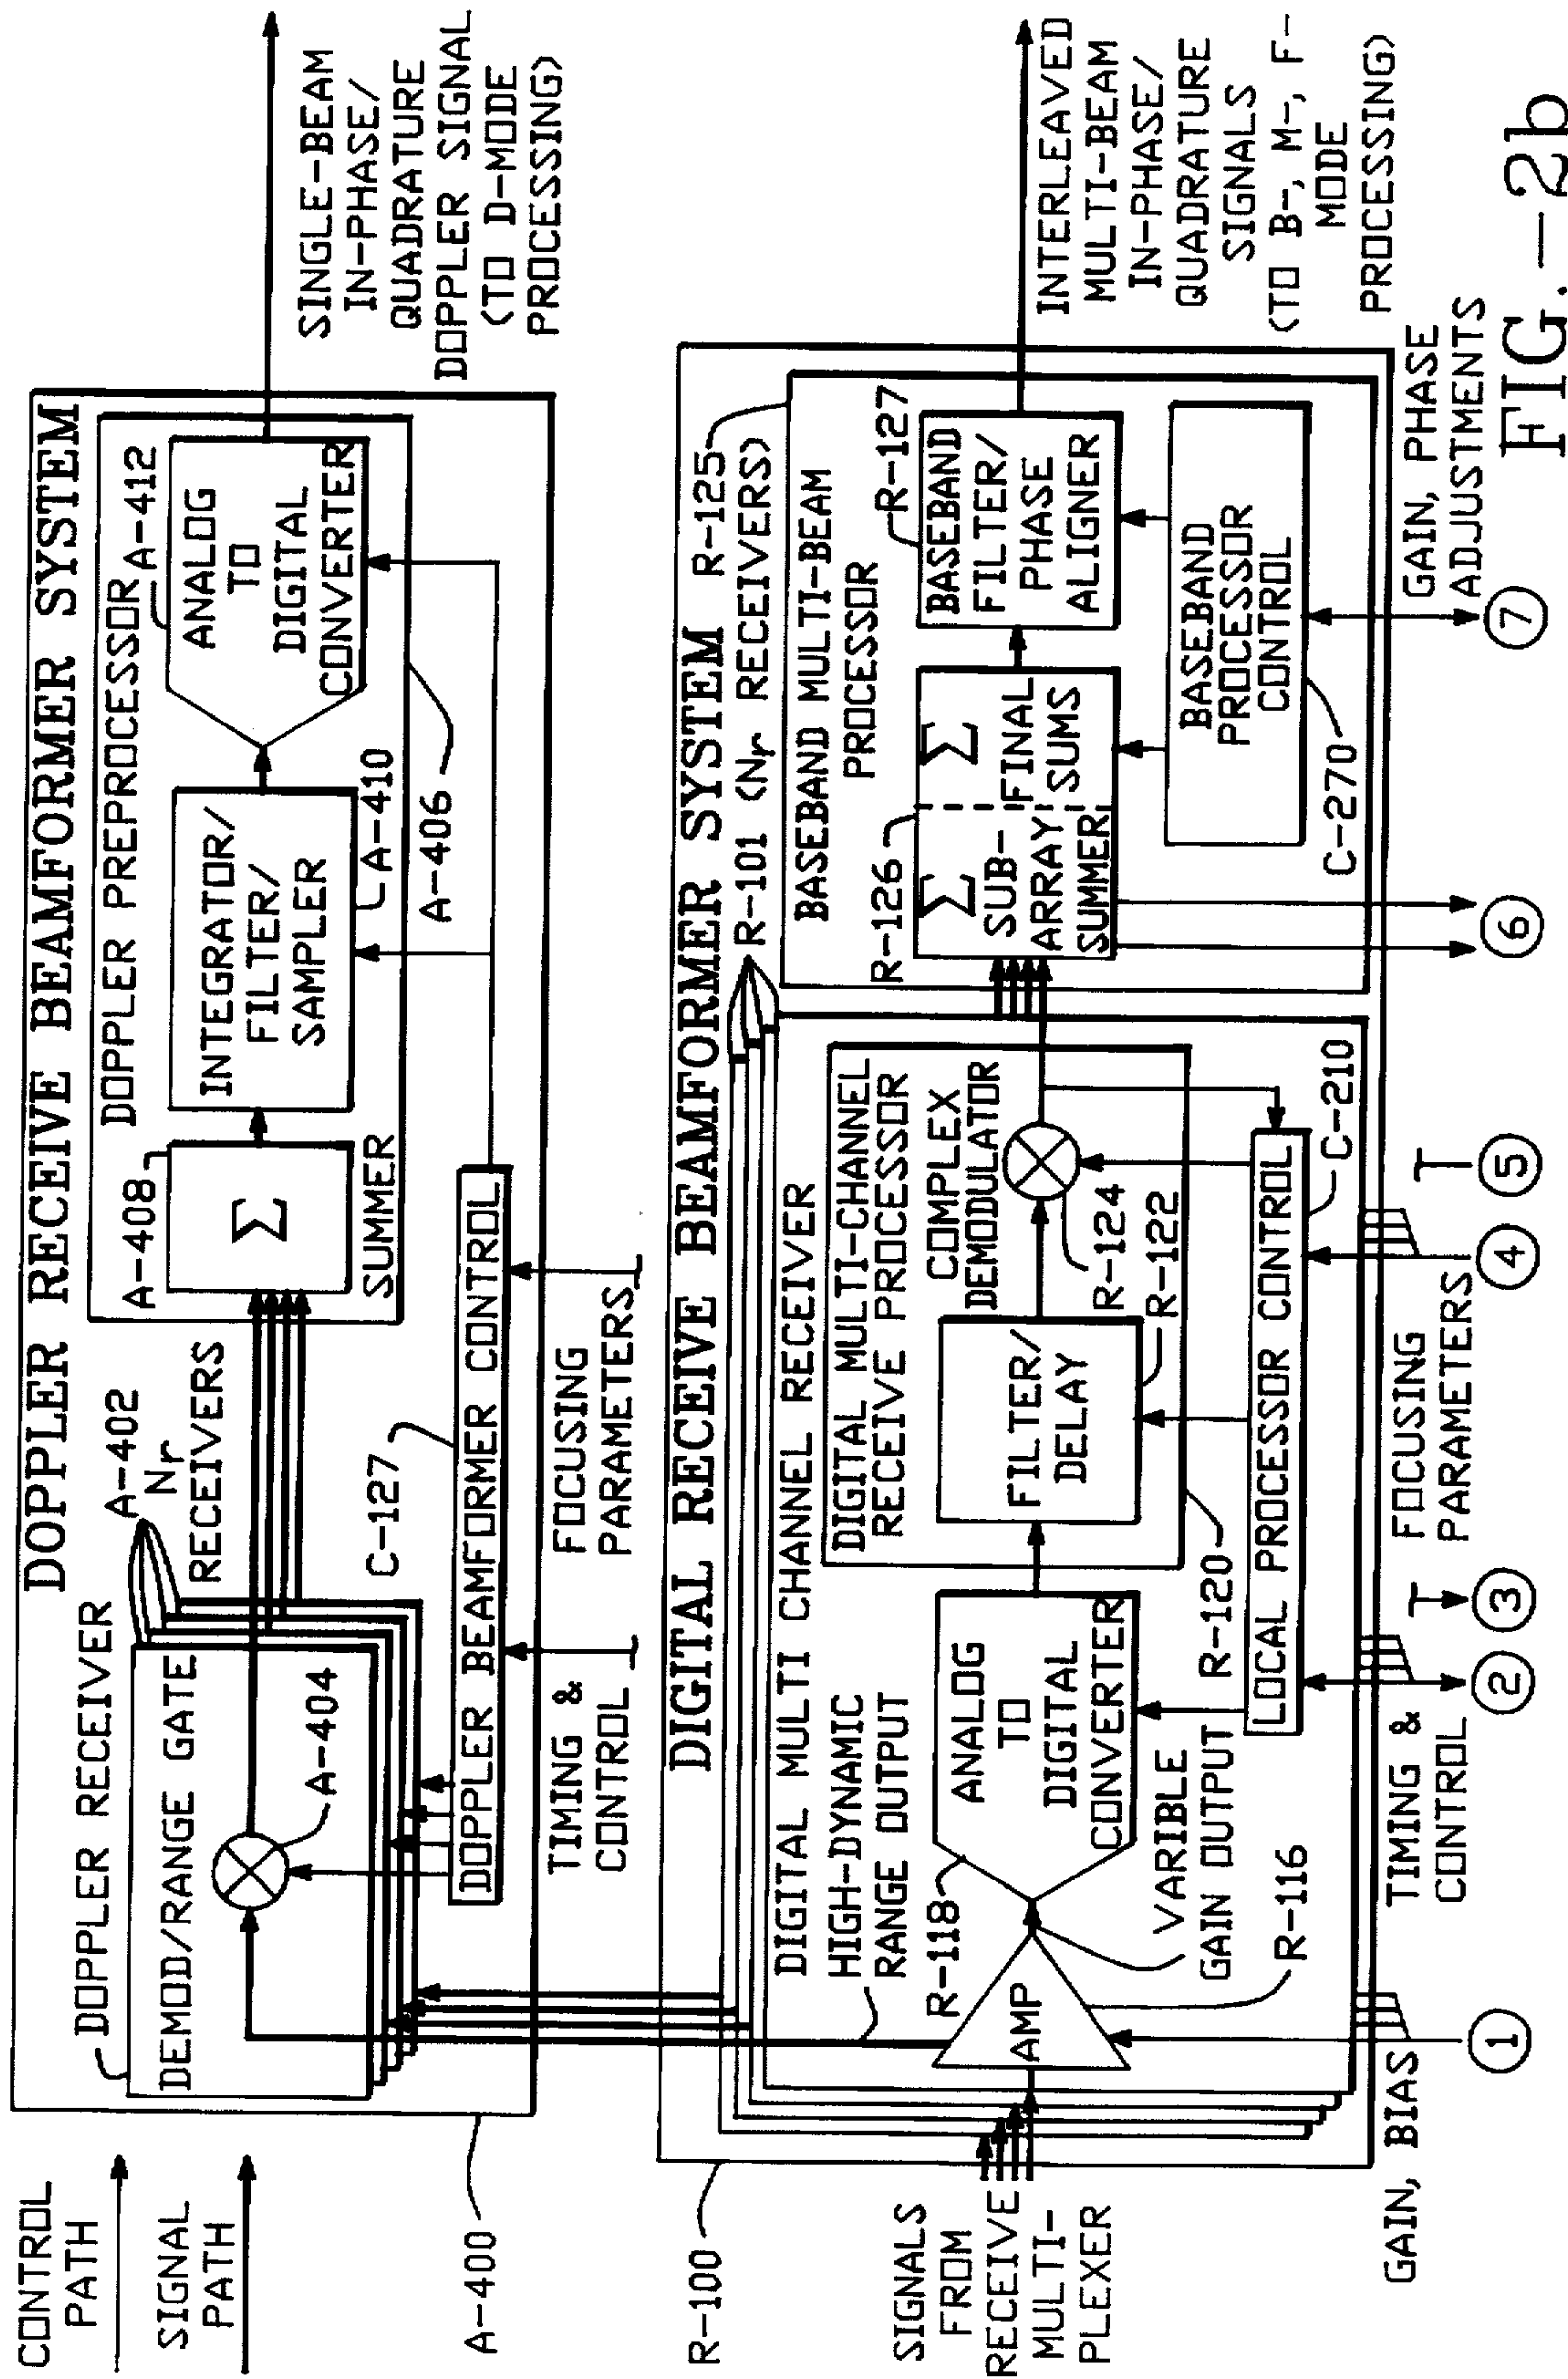 CONTROL
PATH
SIGNAL
PATH
DOPPLER RECEIVE BEAMFORMER SYSTEM
A-400
DOPPLER RECEIVER
DEMOD/RANGE GATE
A-404
A-402
Nr
RECEIVERS
DOPPLER PREPROCESSOR
A-408
Σ
SUMMER
INTEGRATOR/
FILTER/
SAMPLER
A-410
A-412
ANALOG
TO
DIGITAL
CONVERTER
A-406
C-127
DOPPLER BEAMFORMER CONTROL
TIMING &
CONTROL
FOCUSING
PARAMETERS
SINGLE-BEAM
IN-PHASE/
QUADRATURE
DOPPLER SIGNAL
(TO D-MODE
PROCESSING)
DIGITAL RECEIVE BEAMFORMER SYSTEM
R-100
R-101 (Nr RECEIVERS)
R-125
SIGNALS
FROM
RECEIVE
MULTI-
PLEXER
DIGITAL MULTI CHANNEL RECEIVER
HIGH-DYNAMIC
RANGE OUTPUT
R-118
AMP
ANALOG
TO
DIGITAL
CONVERTER
VARIBLE
GAIN OUTPUT
R-116
DIGITAL MULTI-CHANNEL
RECEIVE PROCESSOR
FILTER/
DELAY
COMPLEX
DEMODULATOR
R-124
R-122
R-120
LOCAL PROCESSOR CONTROL
C-210
BASEBAND MULTI-BEAM
PROCESSOR
R-126
Σ Σ
SUB-
ARRAY
SUMMER
FINAL
SUMS
R-127
BASEBAND
FILTER/
PHASE
ALIGNER
BASEBAND
PROCESSOR
CONTROL
C-270
INTERLEAVED
MULTI-BEAM
IN-PHASE/
QUADRATURE
SIGNALS
(TO B-, M-, F-
MODE
PROCESSING)
GAIN, BIAS
TIMING &
CONTROL
FOCUSING
PARAMETERS
GAIN, PHASE
ADJUSTMENTS
1
2
3
4
5
6
7
FIG.-2b